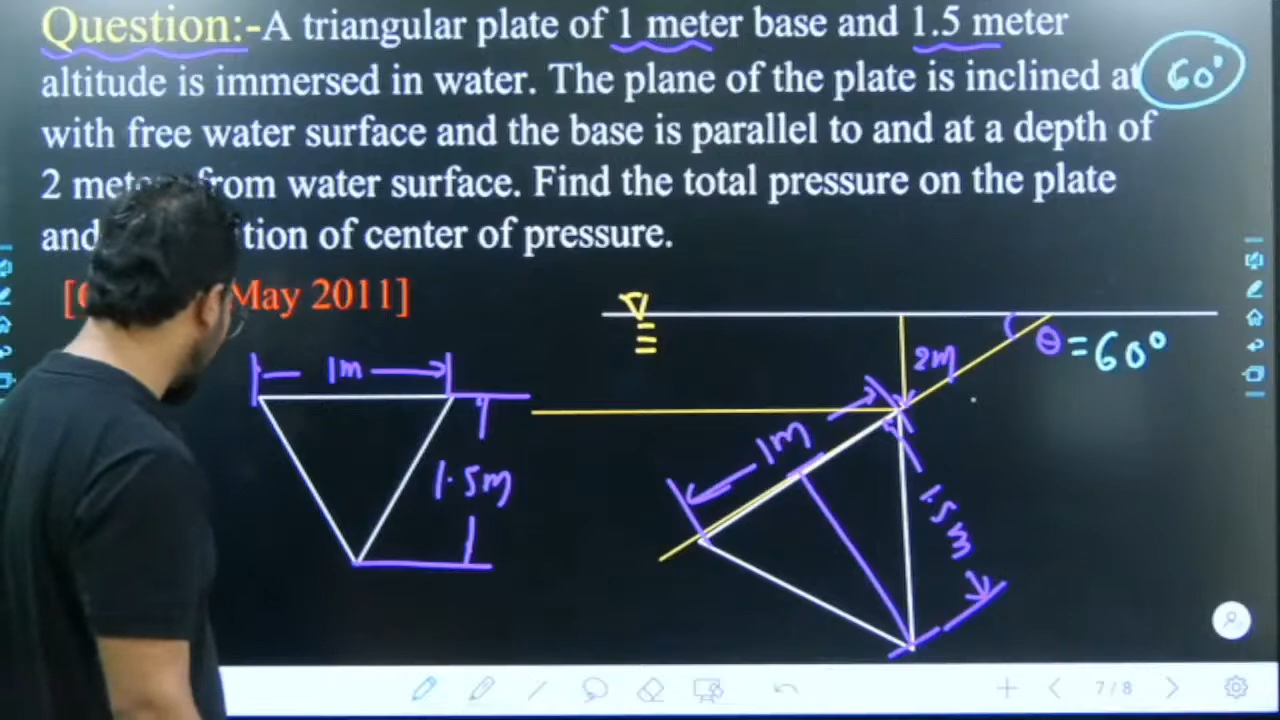 Question:-A triangular plate of 1 meter base and 1.5 meter
altitude is immersed in water. The plane of the plate is inclined at 60°
with free water surface and the base is parallel to and at a depth of
2 from water surface. Find the total pressure on the plate
and of center of pressure.
May 2011]
1m
1.5m
2m
θ = 60°
1m
1.5m
7/8